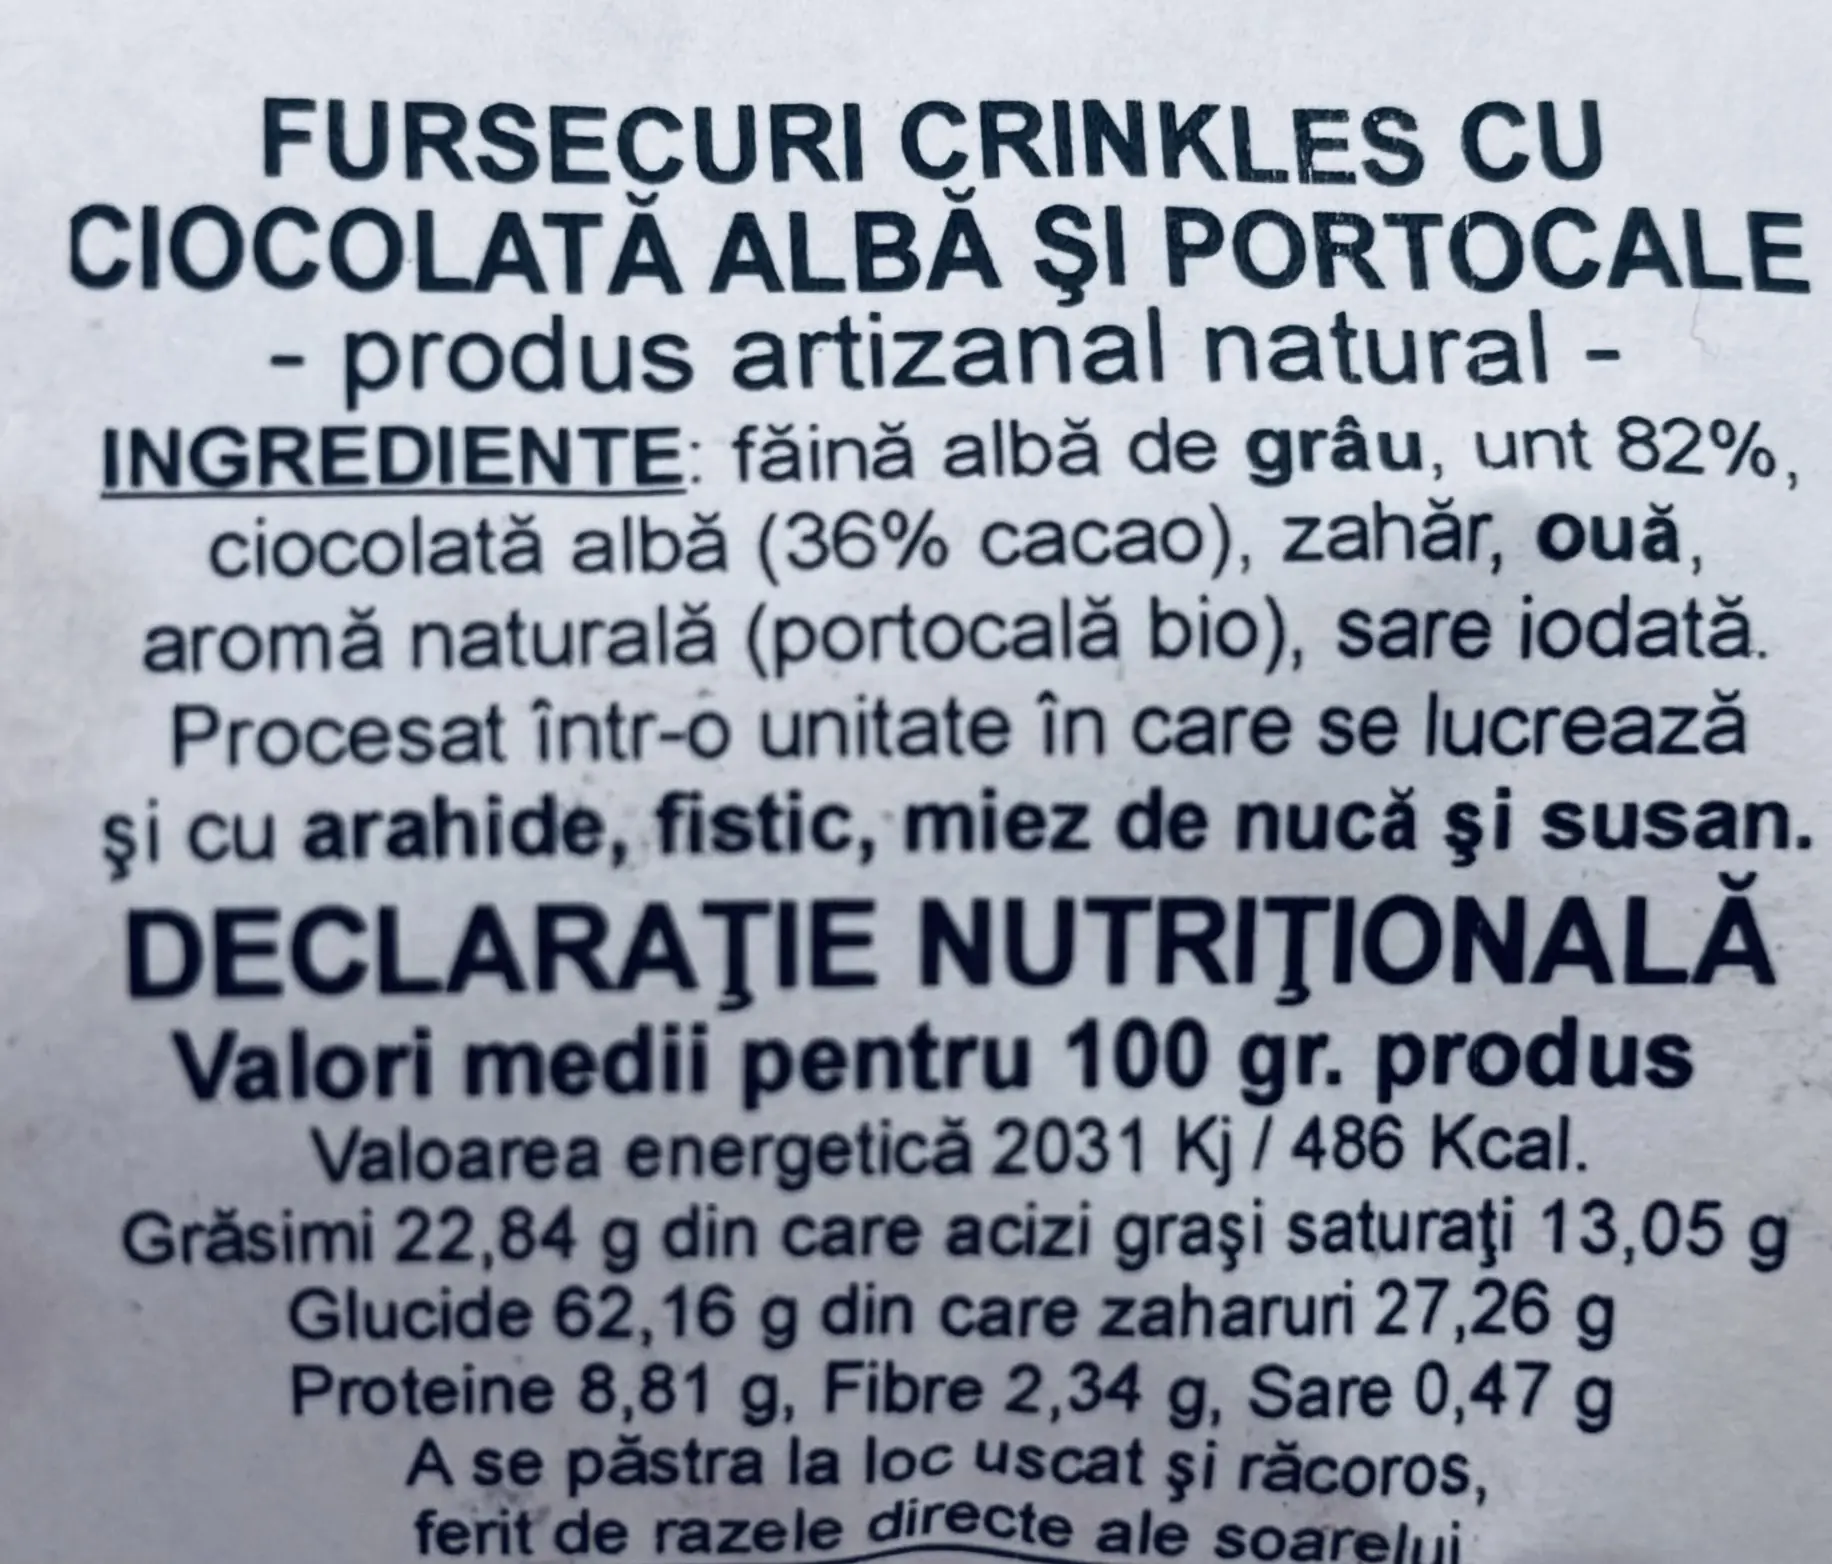 FURSECURI CRINKLES CU
CIOCOLATĂ ALBĂ ŞI PORTOCALE
- produs artizanal natural -
INGREDIENTE: făină albă de grâu, unt 82%,
ciocolată albă (36% cacao), zahăr, ouă,
aromă naturală (portocală bio), sare iodată.
Procesat într-o unitate în care se lucrează
şi cu arahide, fistic, miez de nucă şi susan.
DECLARAŢIE NUTRIŢIONALĂ
Valori medii pentru 100 gr. produs
Valoarea energetică 2031 Kj / 486 Kcal.
Grăsimi 22,84 g din care acizi graşi saturaţi 13,05 g
Glucide 62,16 g din care zaharuri 27,26 g
Proteine 8,81 g, Fibre 2,34 g, Sare 0,47 g
A se păstra la loc uscat şi răcoros,
ferit de razele directe ale soarelui